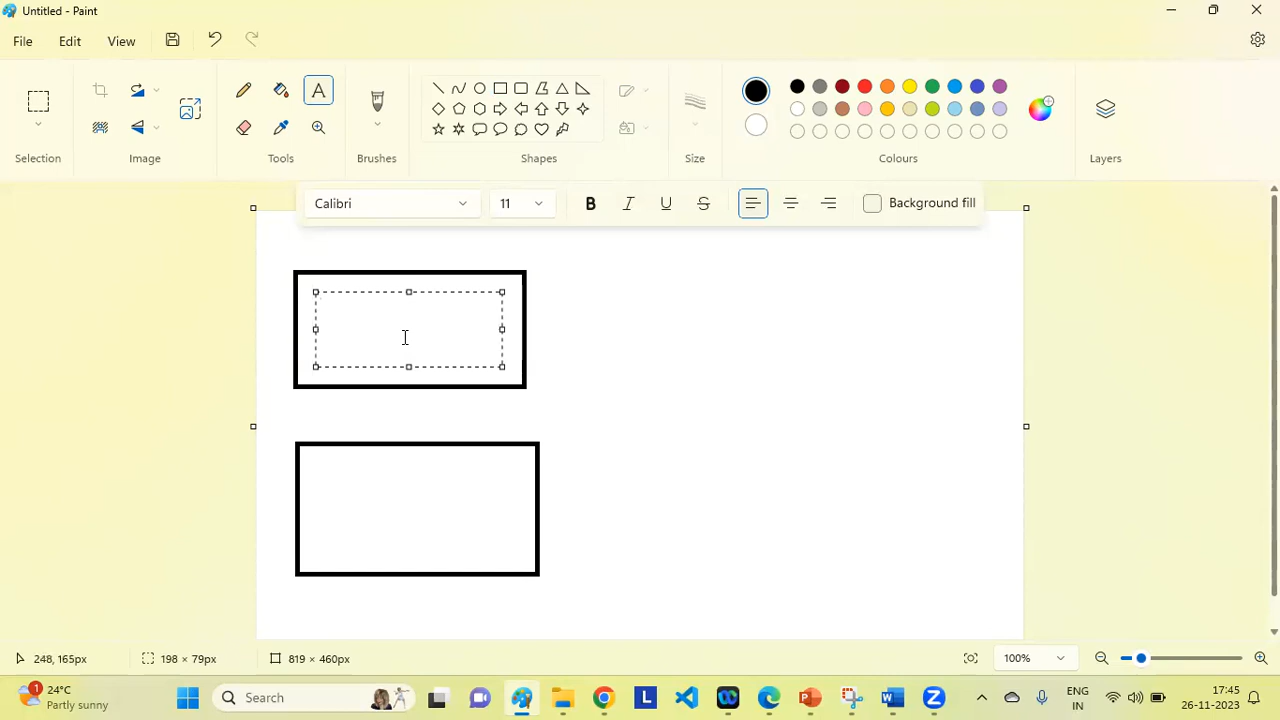 Untitled - Paint
File Edit View
Selection Image Tools Brushes Shapes Size Colours Layers
Calibri 11 B I U S Background fill
248, 165px 198 × 79px 819 × 460px 100%
1 24°C
Partly sunny
Search
L
ENG
IN
17:45
26-11-2023